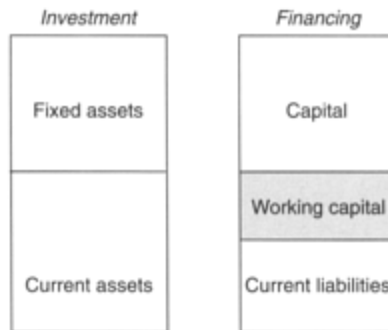 Investment
Financing
Fixed assets
Capital
Working capital
Current assets
Current liabilities